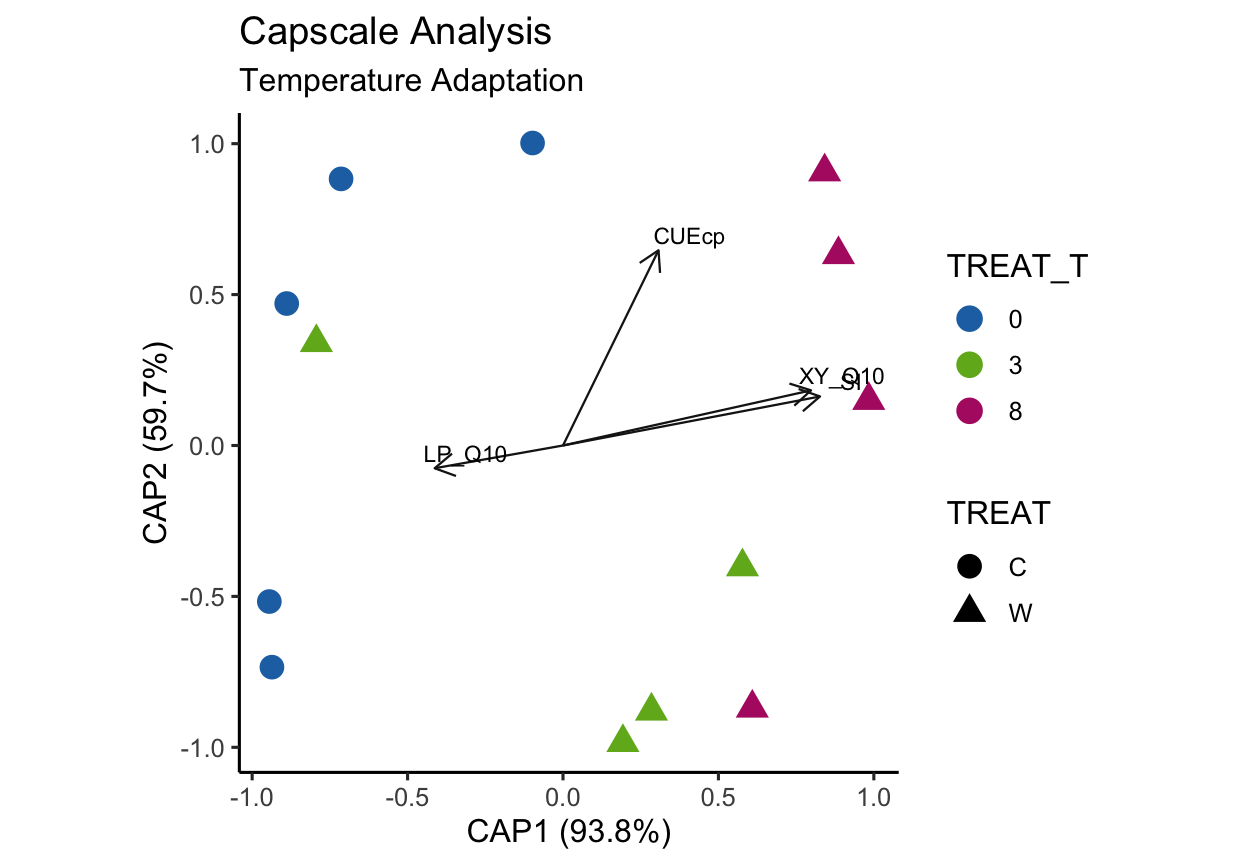 Capscale Analysis
Temperature Adaptation
CAP2 (59.7%)
1.0
0.5
0.0
-0.5
-1.0
CUEcp
XY_Q10
SI
LP_Q10
-1.0
-0.5
0.0
0.5
1.0
CAP1 (93.8%)
TREAT_T
0
3
8
TREAT
C
W